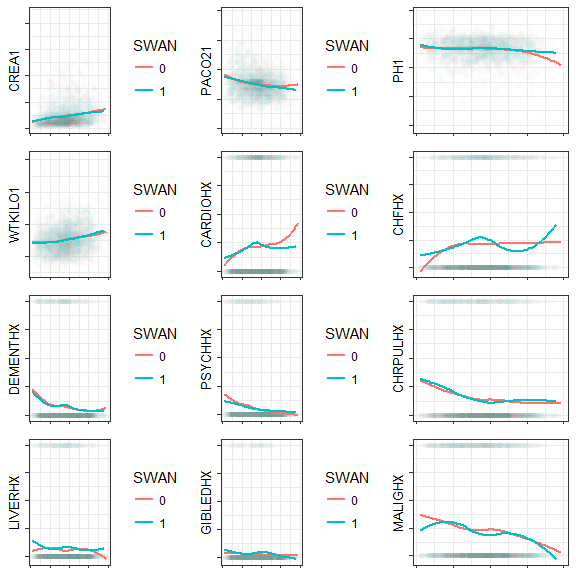 CREA1
SWAN
0
1
PACO21
SWAN
0
1
PH1
WTKILO1
SWAN
0
1
CARDIOHX
SWAN
0
1
CHFHX
DEMENTHX
SWAN
0
1
PSYCHHX
SWAN
0
1
CHRPULHX
LIVERHX
SWAN
0
1
GIBLEDHX
SWAN
0
1
MALIGHX